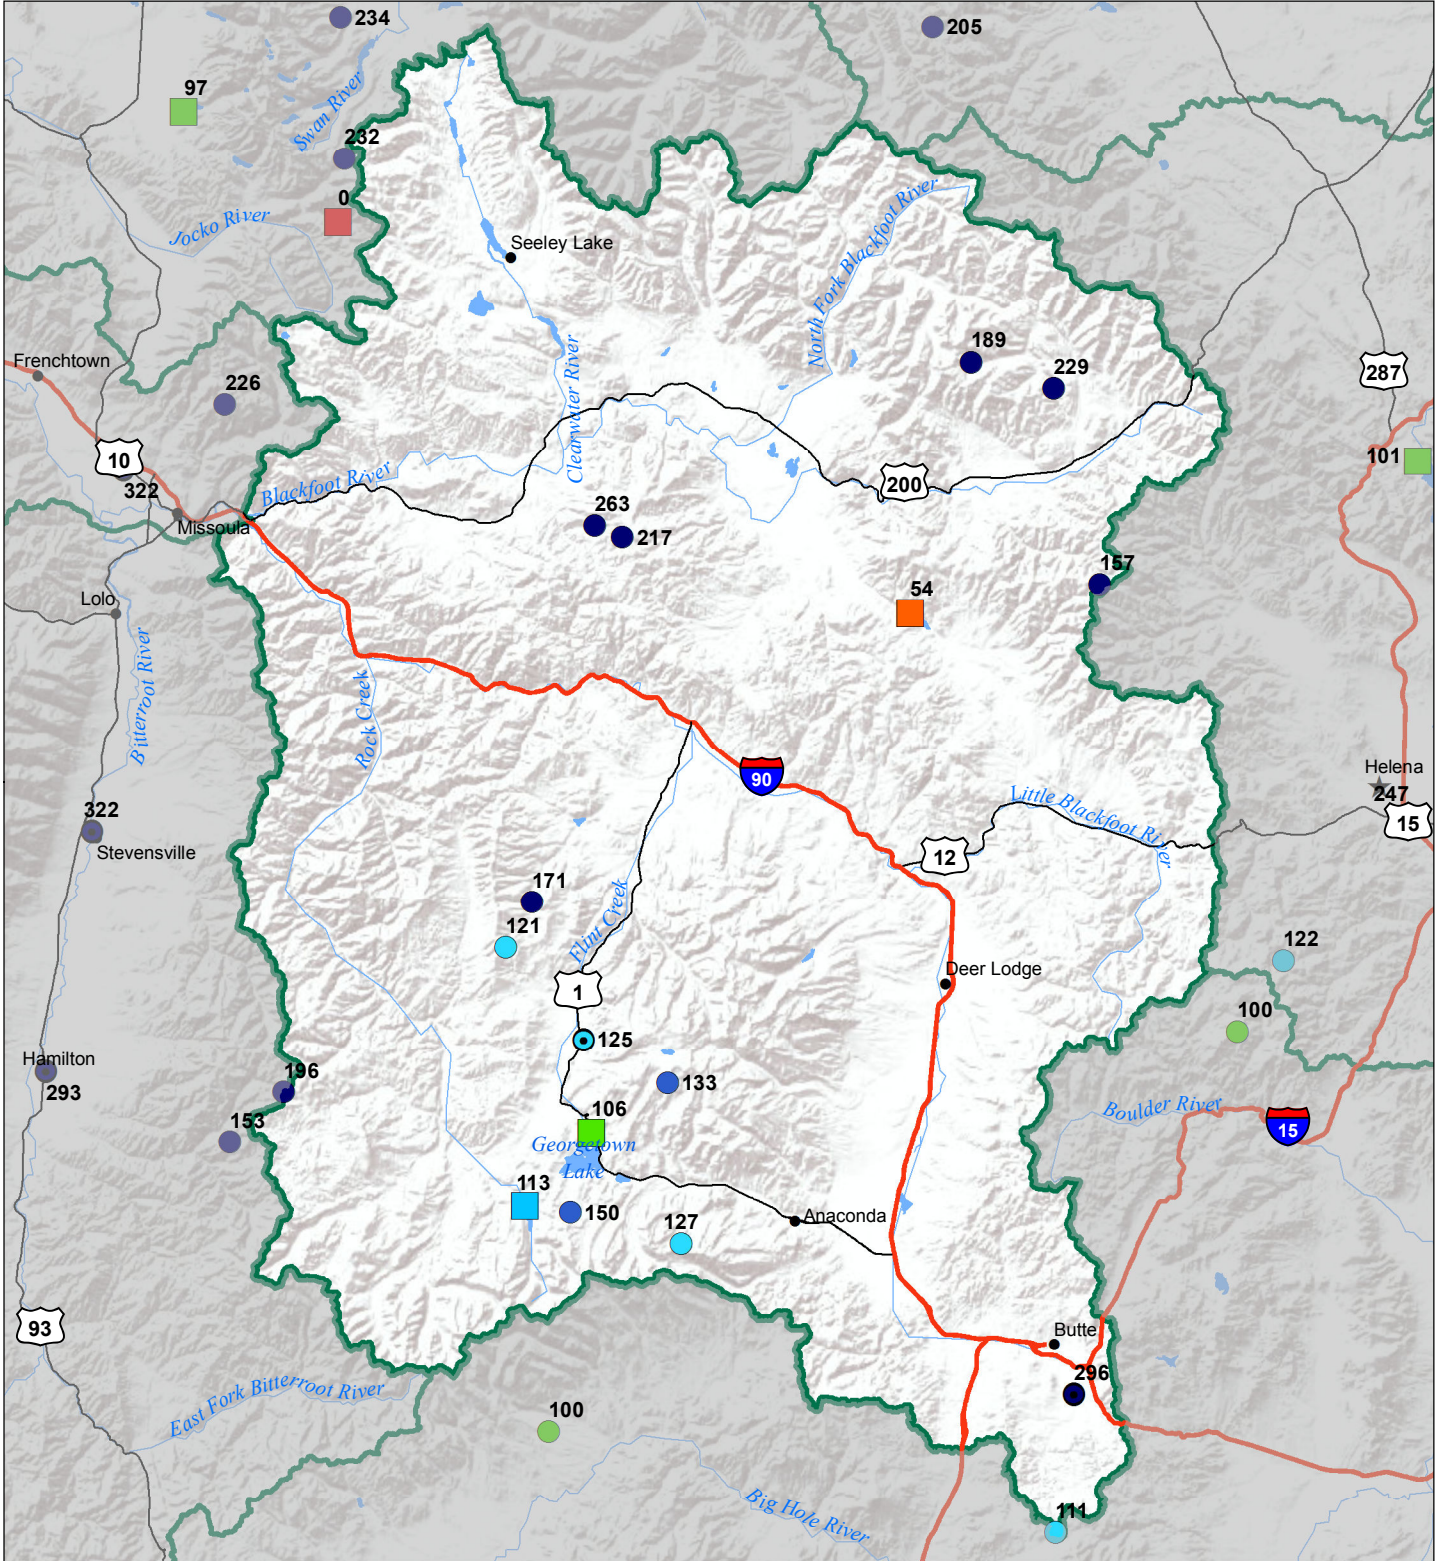 234
205
97
Swan River
232
0
Jocko River
North Fork Blackfoot River
Seeley Lake
Clearwater River
189
229
Frenchtown
226
287
10
101
322
Blackfoot River
200
Missoula
263
217
157
54
Lolo
Bitterroot River
Rock Creek
90
Helena
247
15
Little Blackfoot River
322
Stevensville
12
171
121
Flint Creek
122
Deer Lodge
1
100
125
Hamilton
293
196
133
153
106
Boulder River
15
Georgetown
Lake
113
150
127
Anaconda
93
Butte
296
East Fork Bitterroot River
100
Big Hole River
111